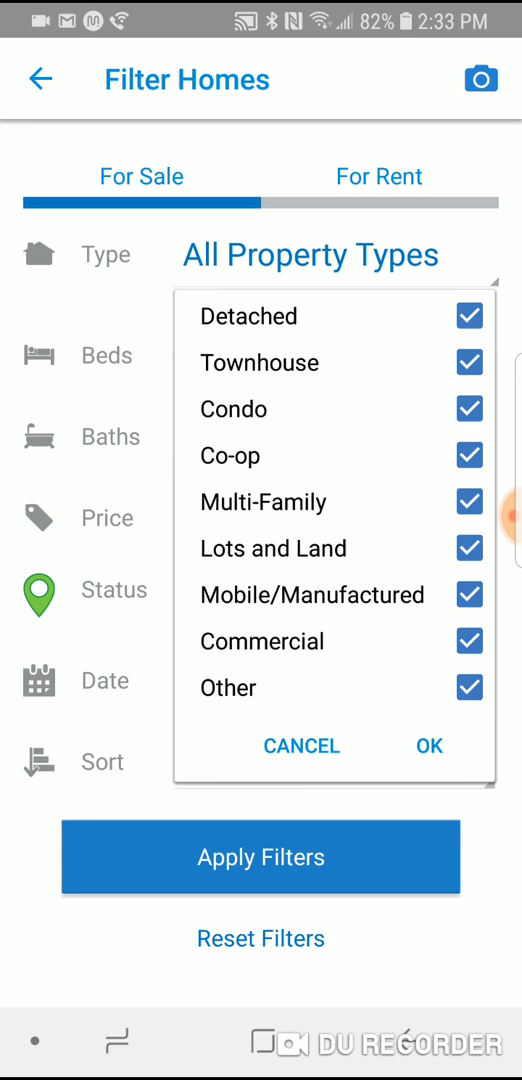 82% 2:33 PM
Filter Homes
For Sale
For Rent
Type
All Property Types
Detached
Townhouse
Beds
Condo
Baths
Co-op
Multi-Family
Price
Lots and Land
Status
Mobile/Manufactured
Commercial
Date
Other
CANCEL
OK
Sort
Apply Filters
Reset Filters
DU RECORDER